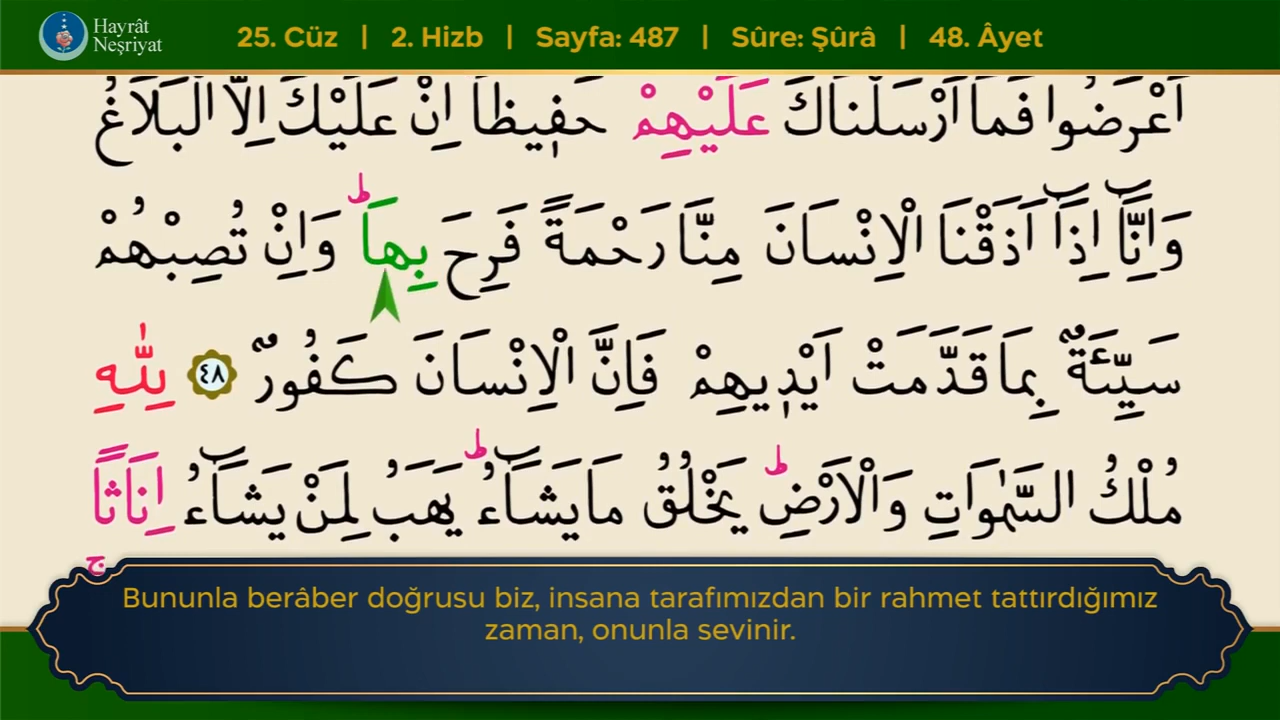 Hayrât
Neşriyat
25. Cüz | 2. Hizb | Sayfa: 487 | Sûre: Şûrâ | 48. Âyet
اَعْرَضُوا فَمَٓا اَرْسَلْنَاكَ عَلَيْهِمْ حَف۪يظًا اِنْ عَلَيْكَ اِلَّا الْبَلَاغُ
وَاِنَّٓا اِذَٓا اَذَقْنَا الْاِنْسَانَ مِنَّا رَحْمَةً فَرِحَ بِهَاۜ وَاِنْ تُصِبْهُمْ
سَيِّئَةٌ بِمَا قَدَّمَتْ اَيْد۪يهِمْ فَاِنَّ الْاِنْسَانَ كَفُورٌ ٤٨ لِلّٰهِ
مُلْكُ السَّمٰوَاتِ وَالْاَرْضِۜ يَخْلُقُ مَا يَشَٓاءُۜ يَهَبُ لِمَنْ يَشَٓاءُ اِنَاثًا
ج
Bununla berâber doğrusu biz, insana tarafımızdan bir rahmet tattırdığımız
zaman, onunla sevinir.